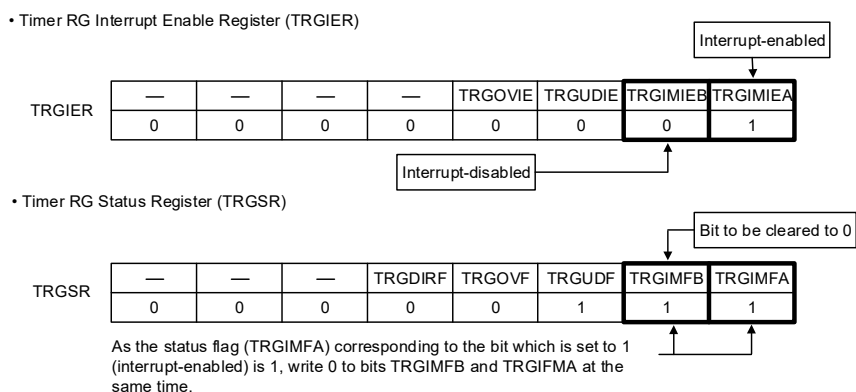 • Timer RG Interrupt Enable Register (TRGIER)
Interrupt-enabled
TRGIER
— — — — TRGOVIE TRGUDIE TRGIMIEB TRGIMIEA
0 0 0 0 0 0 0 1
Interrupt-disabled
• Timer RG Status Register (TRGSR)
Bit to be cleared to 0
TRGSR
— — — TRGDIRF TRGOVF TRGUDF TRGIMFB TRGIMFA
0 0 0 0 0 1 1 1
As the status flag (TRGIMFA) corresponding to the bit which is set to 1
(interrupt-enabled) is 1, write 0 to bits TRGIMFB and TRGIFMA at the
same time.